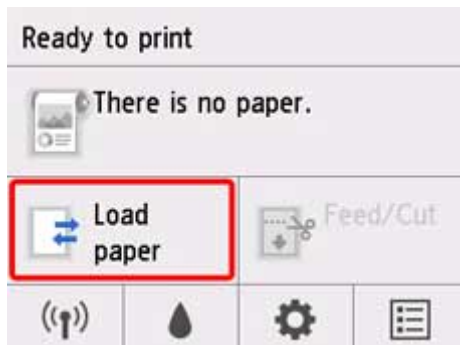 Ready to print
There is no paper.
Load
paper
Feed/Cut